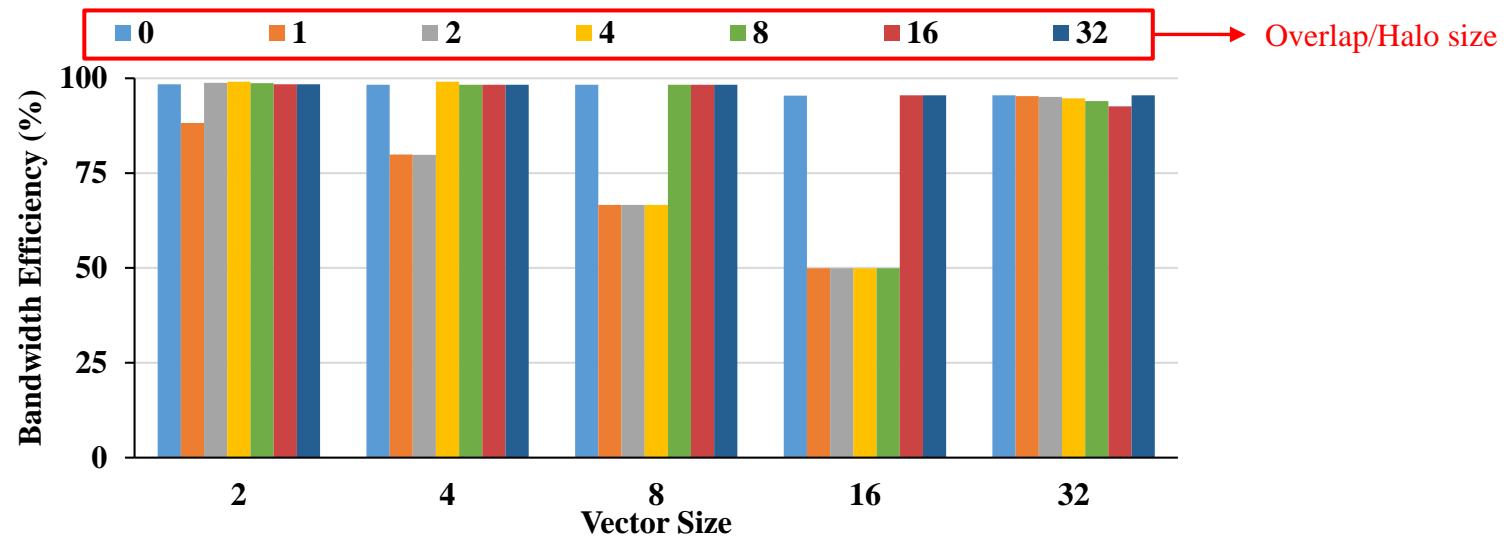 0 1 2 4 8 16 32
Overlap/Halo size
Bandwidth Efficiency (%)
100
75
50
25
0
2 4 8 16 32
Vector Size